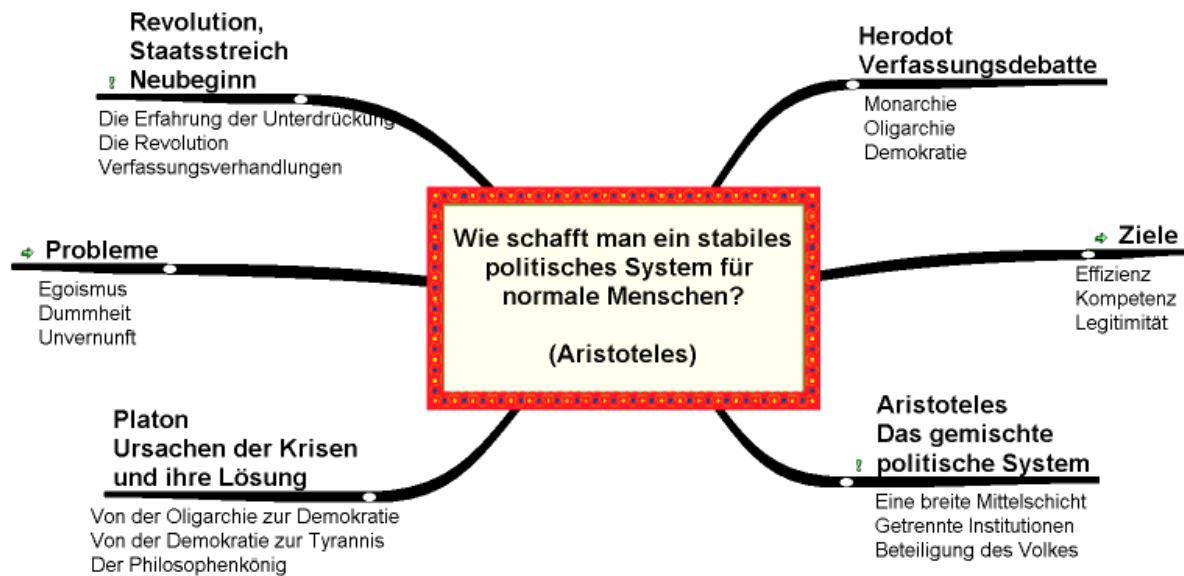 Revolution,
Staatsstreich
Neubeginn
Die Erfahrung der Unterdrückung
Die Revolution
Verfassungsverhandlungen
Herodot
Verfassungsdebatte
Monarchie
Oligarchie
Demokratie
Probleme
Egoismus
Dummheit
Unvernunft
Wie schafft man ein stabiles
politisches System für
normale Menschen?
(Aristoteles)
Ziele
Effizienz
Kompetenz
Legitimität
Platon
Ursachen der Krisen
und ihre Lösung
Von der Oligarchie zur Demokratie
Von der Demokratie zur Tyrannis
Der Philosophenkönig
Aristoteles
Das gemischte
politische System
Eine breite Mittelschicht
Getrennte Institutionen
Beteiligung des Volkes